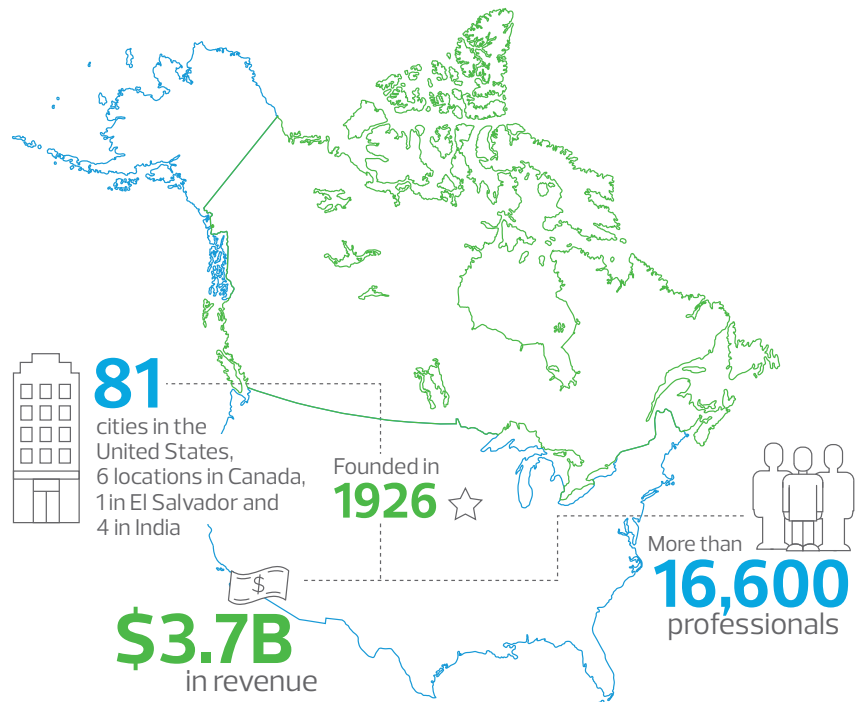 81
cities in the
United States,
6 locations in Canada,
1 in El Salvador and
4 in India
Founded in
1926
More than
16,600
professionals
$
$3.7B
in revenue